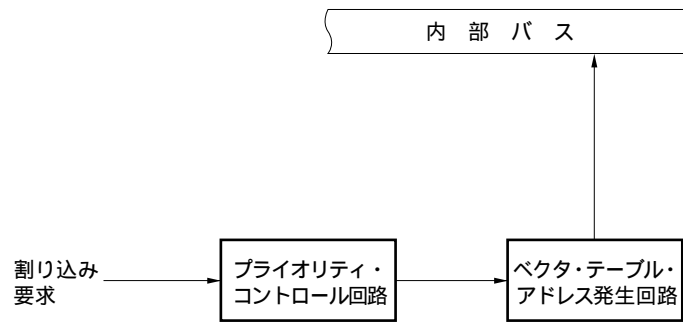 内部バス
割り込み
要求
プライオリティ・
コントロール回路
ベクタ・テーブル・
アドレス発生回路